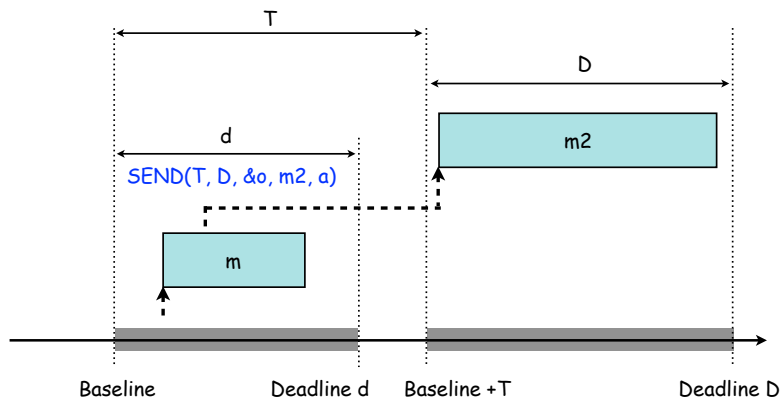 T
D
d
SEND(T, D, &o, m2, a)
m2
m
Baseline
Deadline d
Baseline +T
Deadline D